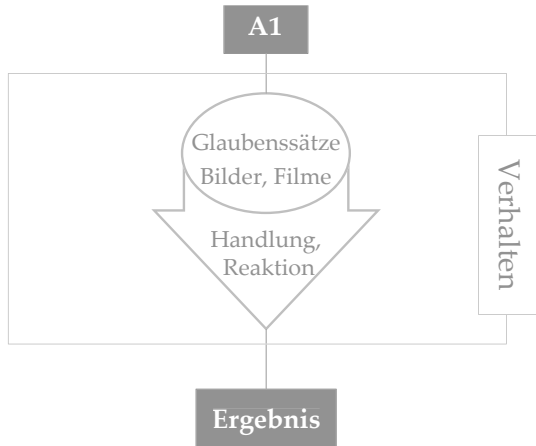 A1
Glaubenssätze
Bilder, Filme
Handlung,
Reaktion
Verhalten
Ergebnis